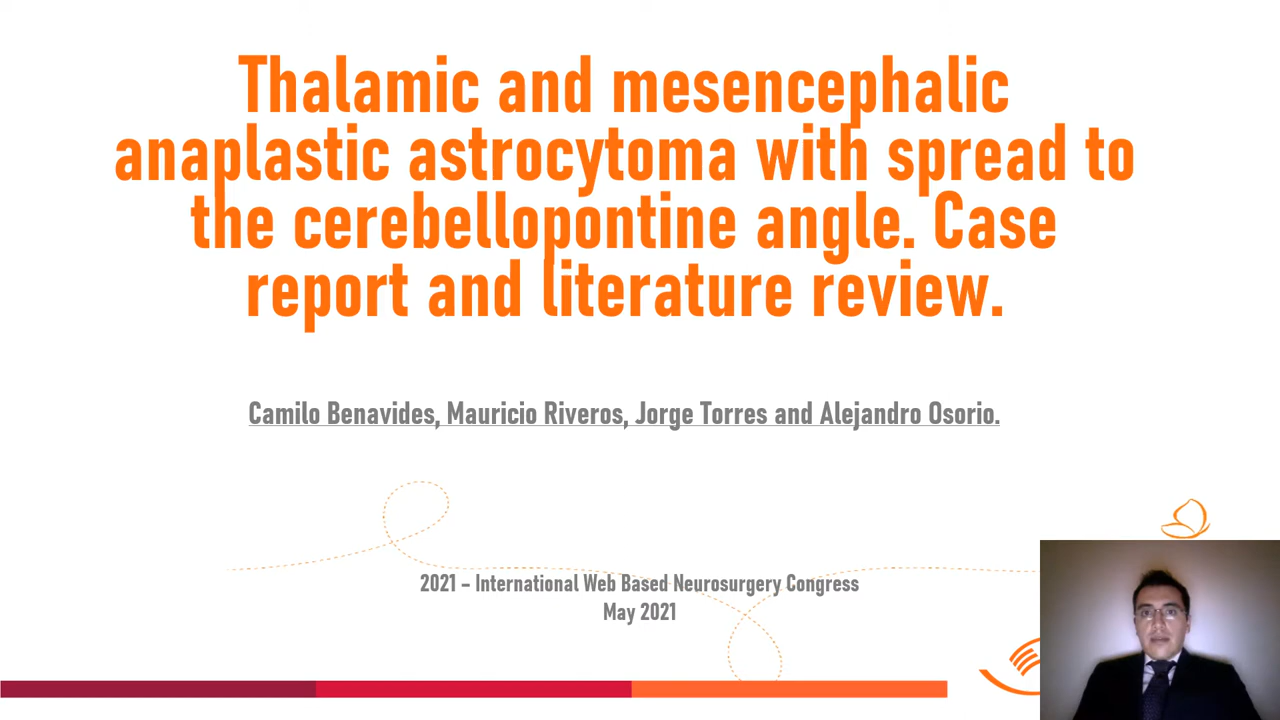 Thalamic and mesencephalic
anaplastic astrocytoma with spread to
the cerebellopontine angle. Case
report and literature review.
Camilo Benavides, Mauricio Riveros, Jorge Torres and Alejandro Osorio.
2021 – International Web Based Neurosurgery Congress
May 2021